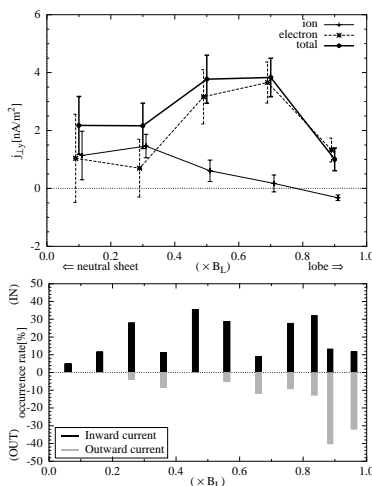 ion
electron
total
6
4
2
0
-2
j⊥y[nA/m²]
0.0 0.2 0.4 0.6 0.8 1.0
⇐ neutral sheet (×B_L) lobe ⇒
50
40
30
20
10
0
-10
-20
-30
-40
-50
(OUT) occurrence rate[%] (IN)
Inward current
Outward current
0.0 0.2 0.4 0.6 0.8 1.0
(×B_L)